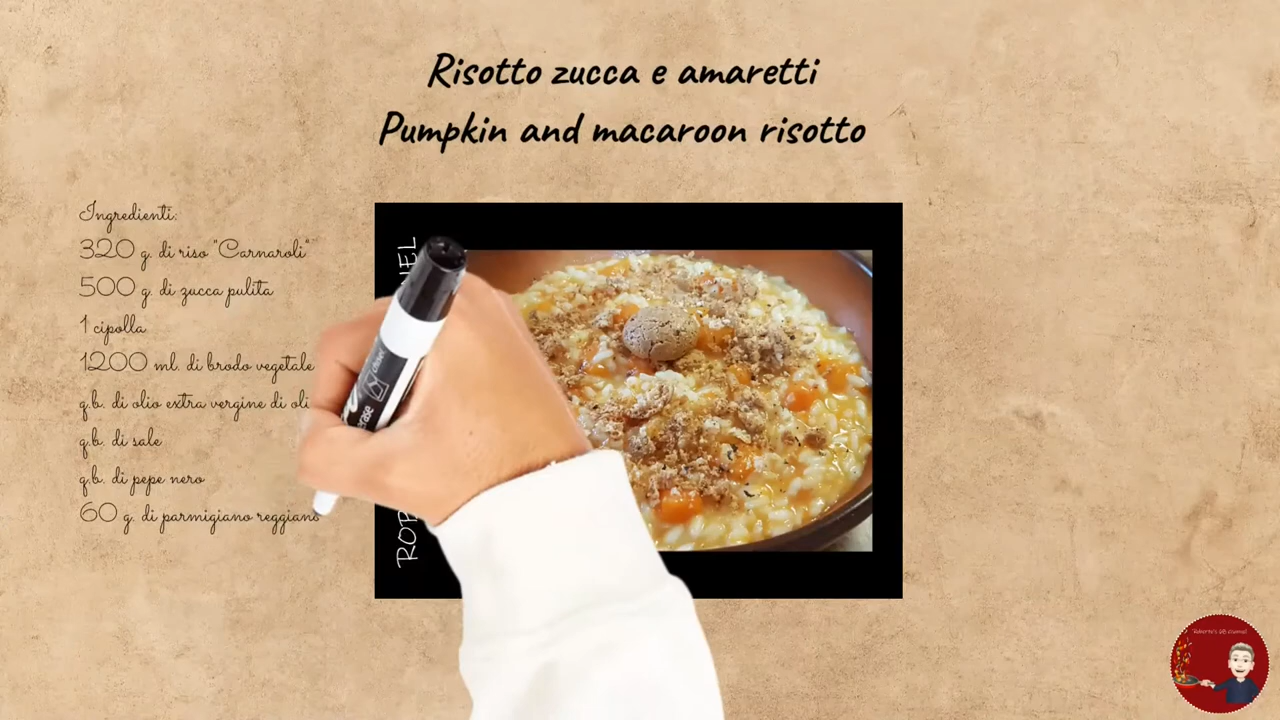 Risotto zucca e amaretti
Pumpkin and macaroon risotto
Ingredienti:
320 g. di riso "Carnaroli"
500 g. di zucca pulita
1 cipolla
1200 ml. di brodo vegetale
q.b. di olio extra vergine di oli
q.b. di sale
q.b. di pepe nero
60 g. di parmigiano reggiano